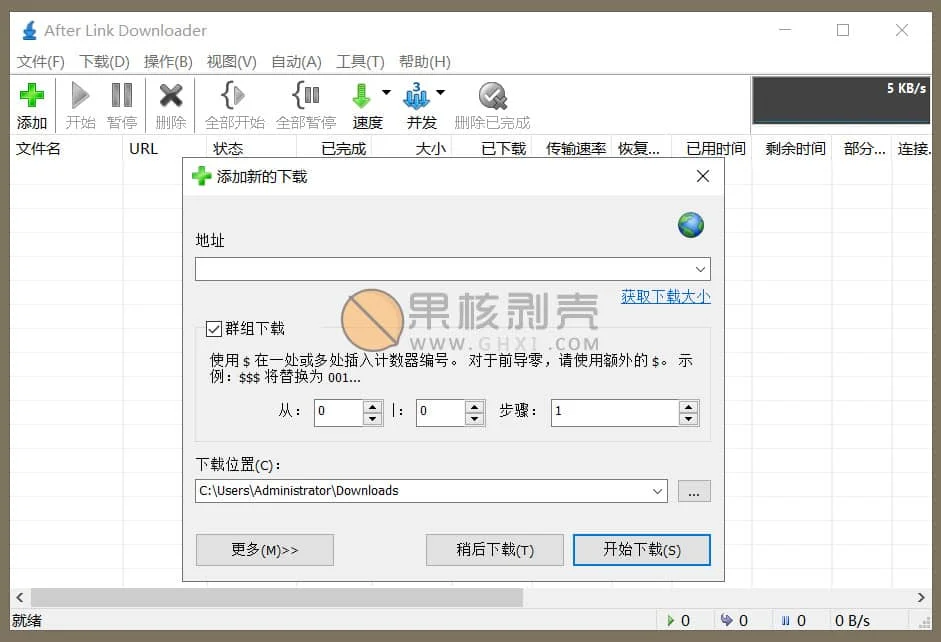 After Link Downloader
文件(F) 下载(D) 操作(B) 视图(V) 自动(A) 工具(T) 帮助(H)
3
5 KB/s
添加 开始 暂停 删除 全部开始 全部暂停 速度 并发 删除已完成
文件名 URL 状态 已完成 大小 已下载 传输速率 恢复... 已用时间 剩余时间 部分... 连接.
添加新的下载
地址
获取下载大小
果核剥壳
WWW.GHXI.COM
群组下载
使用 $ 在一处或多处插入计数器编号。 对于前导零，请使用额外的 $。 示
例：$$$ 将替换为 001...
从： 0 |： 0 步骤： 1
下载位置(C)：
C:\Users\Administrator\Downloads
...
更多(M)>> 稍后下载(T) 开始下载(S)
就绪 0 0 0 0 B/s